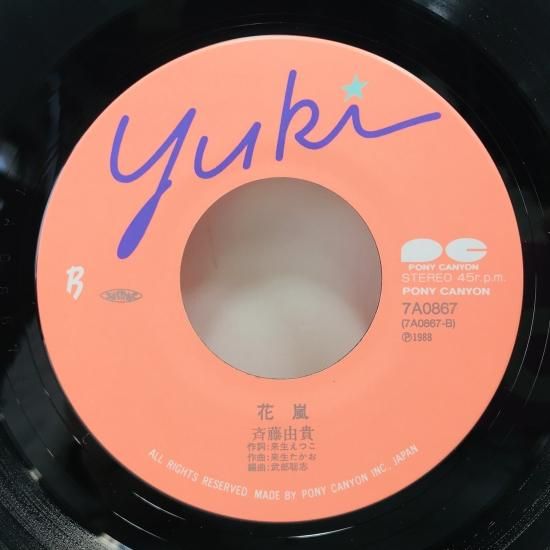 yuki
PC
PONY CANYON
STEREO 45r.p.m.
PONY CANYON
B
7A0867
(7A0867-B)
Ⓟ1988
花嵐
斉藤由貴
作詞:来生えつこ
作曲:来生たかお
編曲:武部聡志
ALL RIGHTS RESERVED. MADE BY PONY CANYON INC., JAPAN